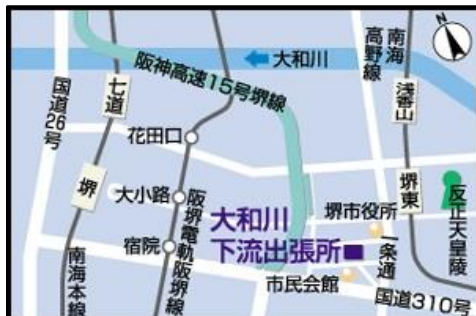 N
大和川
阪神高速15号堺線
南海高野線
国道26号
七道
浅香山
花田口
堺
大小路
阪堺電軌阪堺線
堺東
反正天皇陵
堺市役所
大和川
下流出張所
宿院
一条通
市民会館
南海本線
国道310号